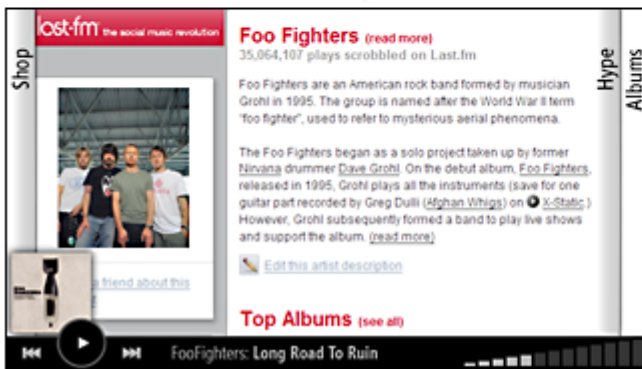 Shop
last.fm the social music revolution
Foo Fighters (read more)
35,064,107 plays scrobbled on Last.fm
Foo Fighters are an American rock band formed by musician
Grohl in 1995. The group is named after the World War II term
"foo fighter", used to refer to mysterious aerial phenomena.
The Foo Fighters began as a solo project taken up by former
Nirvana drummer Dave Grohl. On the debut album, Foo Fighters,
released in 1995, Grohl plays all the instruments (save for one
guitar part recorded by Greg Dulli (Afghan Whigs) on X-Static.)
However, Grohl subsequently formed a band to play live shows
and support the album. (read more)
Edit this artist description
a friend about this
Top Albums (see all)
Hype
Albums
FooFighters: Long Road To Ruin